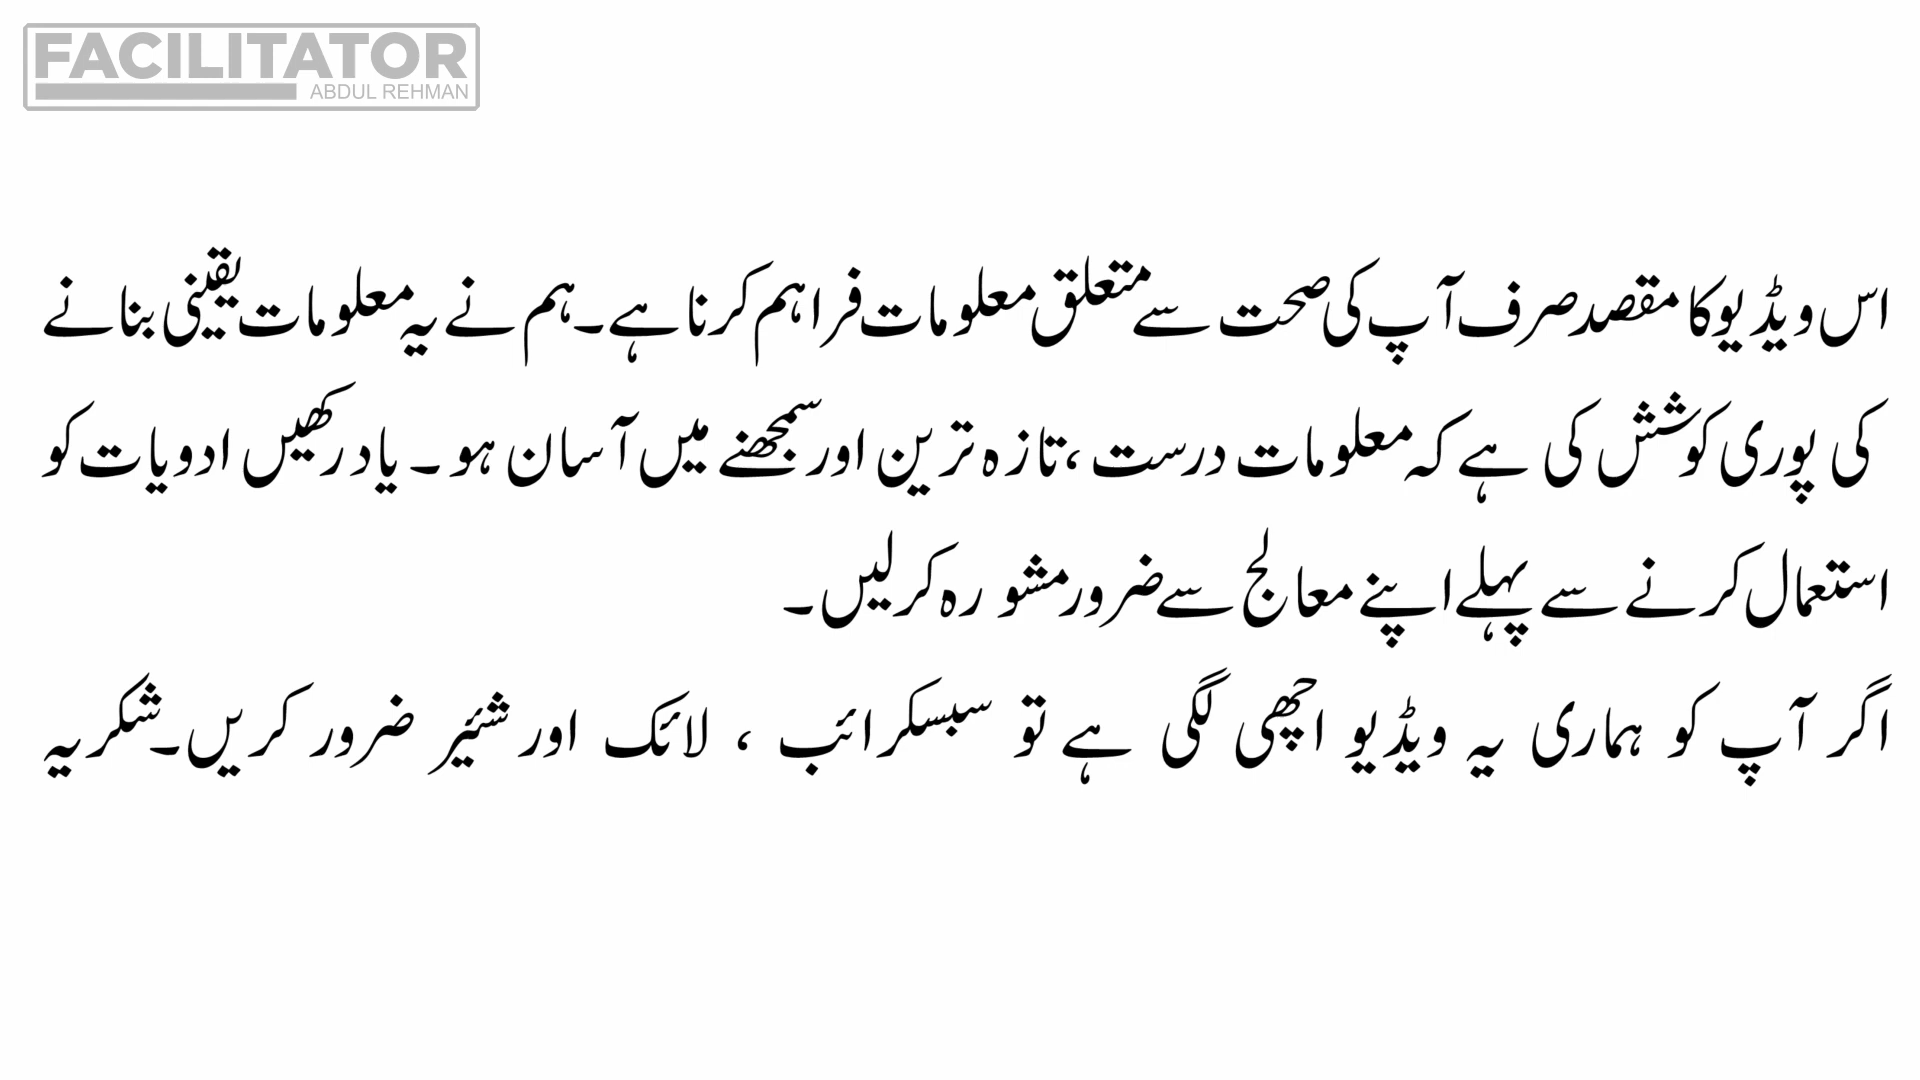 FACILITATOR
ABDUL REHMAN
اس ویڈیو کا مقصد صرف آپ کی صحت سے متعلق معلومات فراہم کرنا ہے۔ ہم نے یہ معلومات یقینی بنانے
کی پوری کوشش کی ہے کہ معلومات درست ، تازہ ترین اور سمجھنے میں آسان ہو ۔ یاد رکھیں ادویات کو
استعمال کرنے سے پہلے اپنے معالج سے ضرور مشورہ کرلیں ۔
اگر آپ کو ہماری یہ ویڈیو اچھی لگی ہے تو سبسکرائب ، لائک اور شئیر ضرور کریں۔ شکریہ